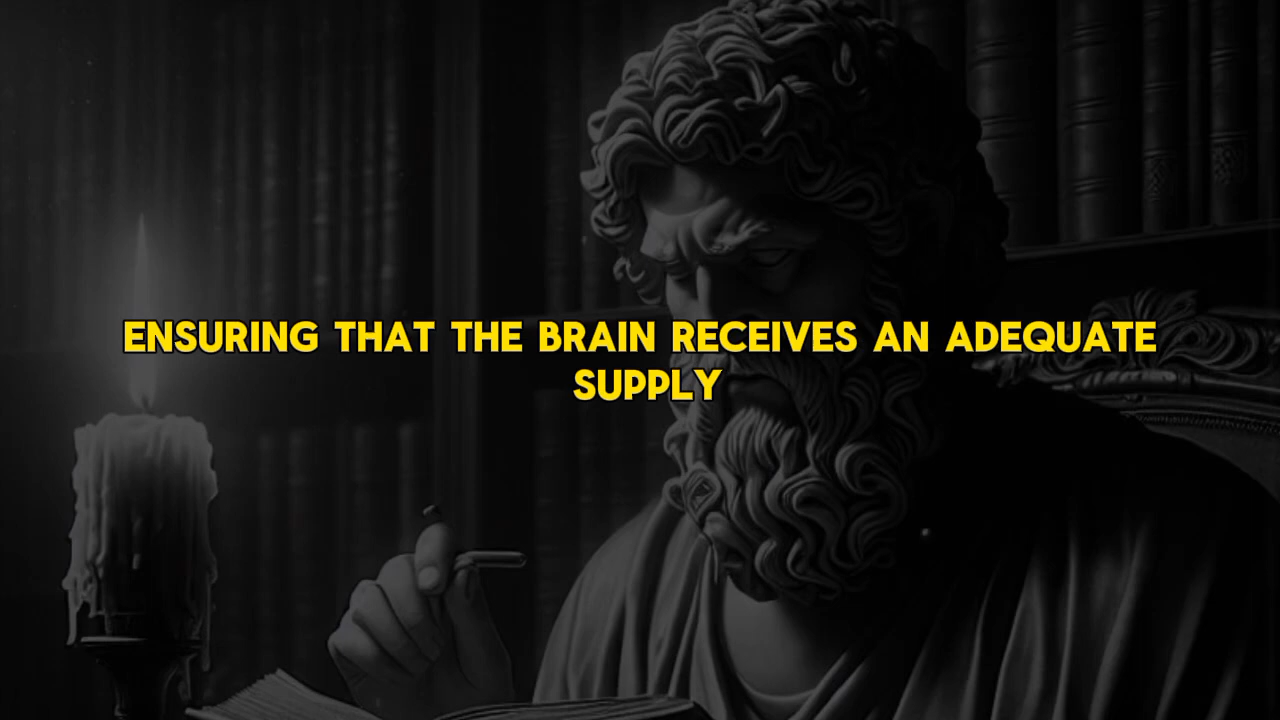 ENSURING THAT THE BRAIN RECEIVES AN ADEQUATE
SUPPLY